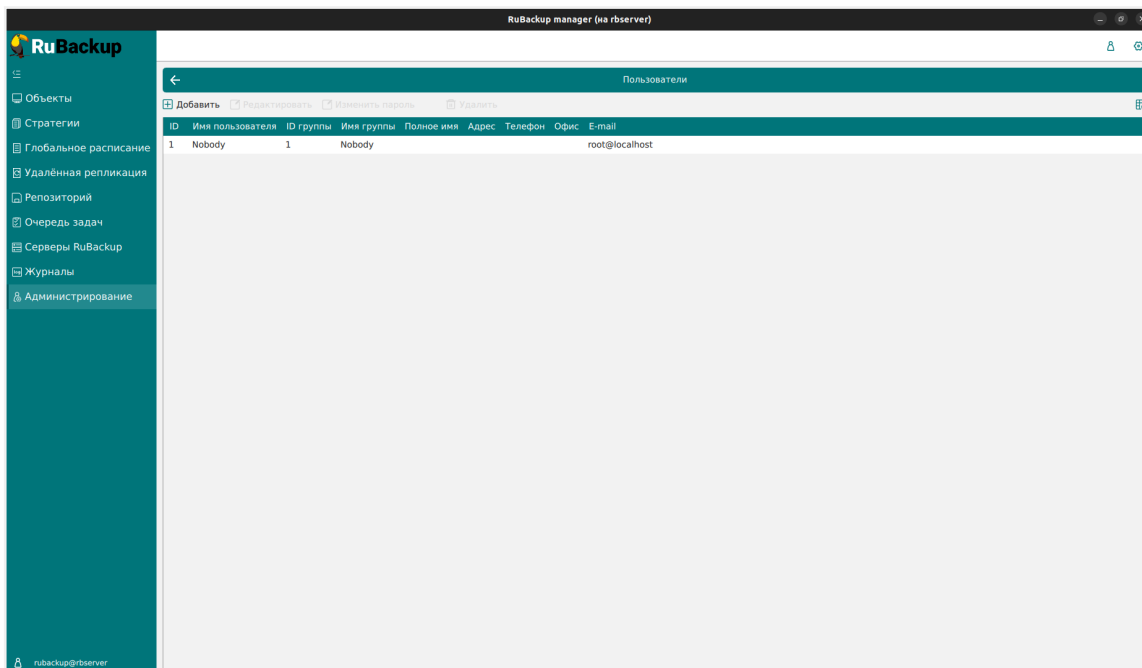 RuBackup manager (на rbserver)
RuBackup
Объекты
Стратегии
Глобальное расписание
Удалённая репликация
Репозиторий
Очередь задач
Серверы RuBackup
Журналы
Администрирование
rubackup@rbserver
Пользователи
Добавить Редактировать Изменить пароль Удалить
ID Имя пользователя ID группы Имя группы Полное имя Адрес Телефон Офис E-mail
1 Nobody 1 Nobody root@localhost